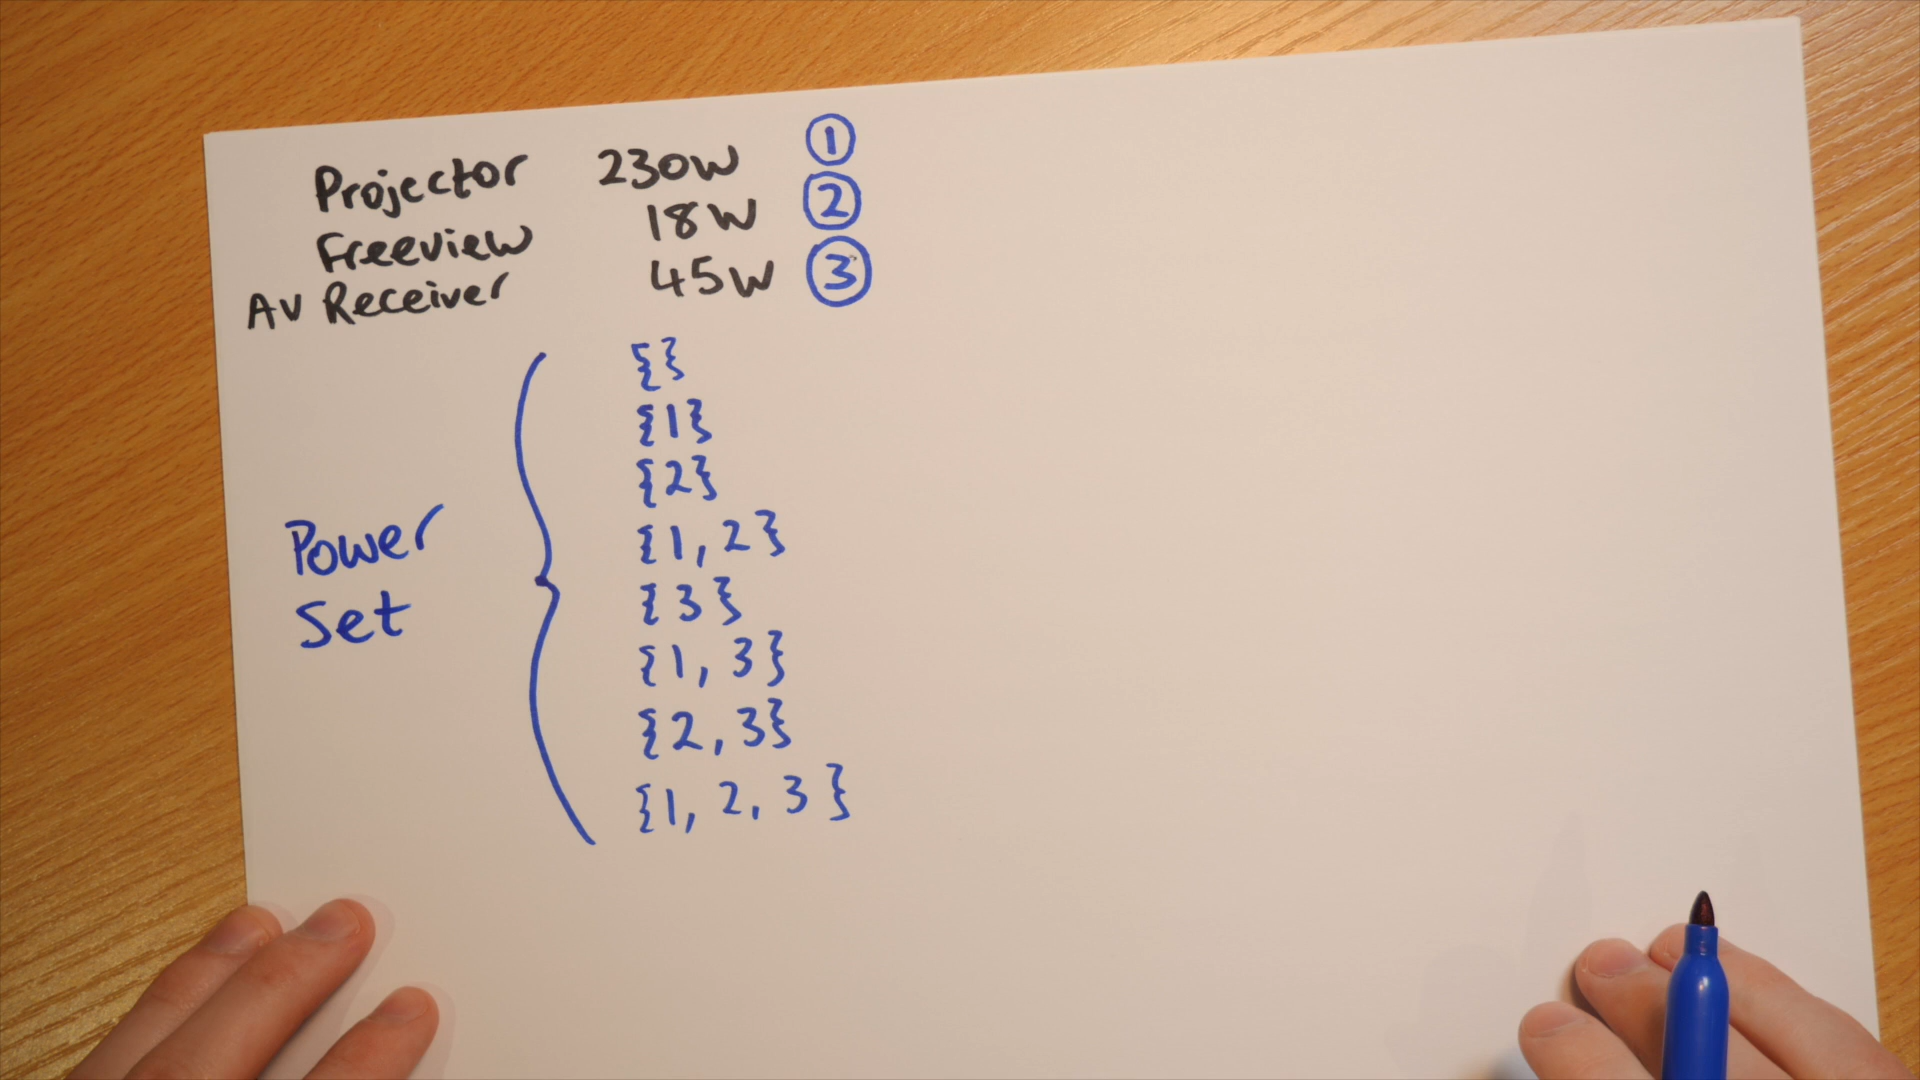 Projector 230W 1
Freeview 18W 2
AV Receiver 45W 3
{}
{1}
{2}
{1, 2}
Power
{3}
Set
{1, 3}
{2, 3}
{1, 2, 3}